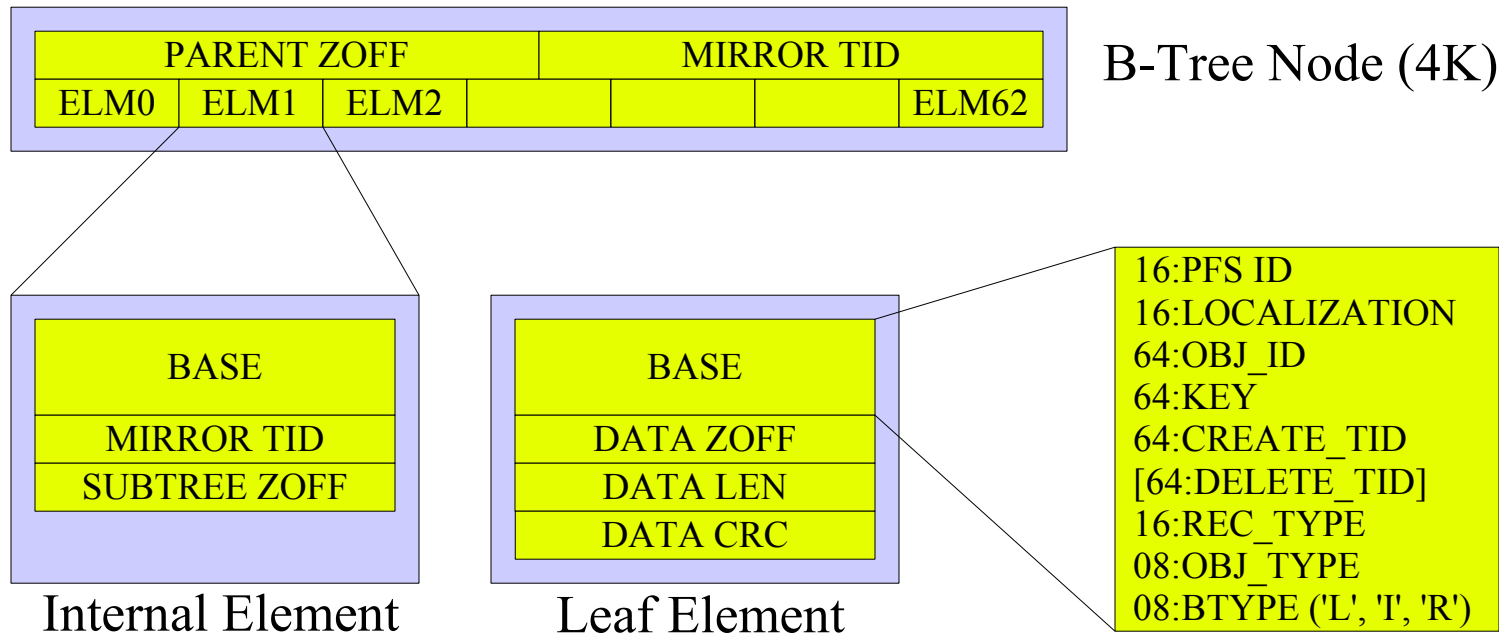 PARENT ZOFF MIRROR TID
B-Tree Node (4K)
ELM0 ELM1 ELM2 ELM62
BASE
MIRROR TID
SUBTREE ZOFF
Internal Element
BASE
DATA ZOFF
DATA LEN
DATA CRC
Leaf Element
16:PFS ID
16:LOCALIZATION
64:OBJ_ID
64:KEY
64:CREATE_TID
[64:DELETE_TID]
16:REC_TYPE
08:OBJ_TYPE
08:BTYPE ('L', 'I', 'R')